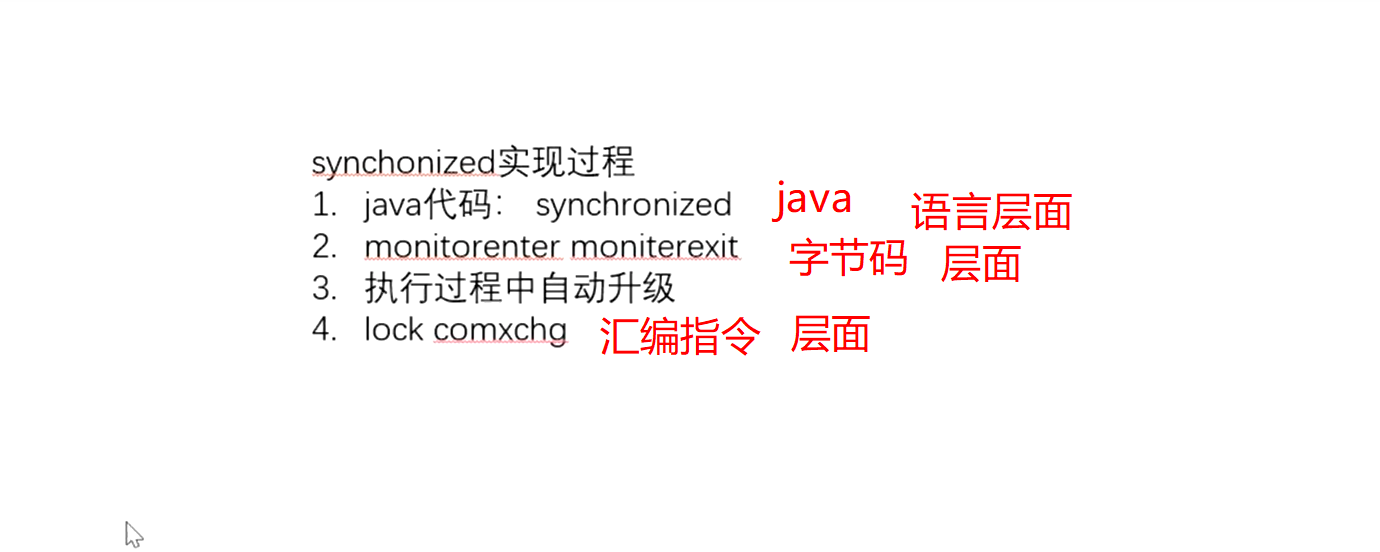 synchonized实现过程
1. java代码： synchronized java 语言层面
2. monitorenter moniterexit 字节码 层面
3. 执行过程中自动升级
4. lock comxchg 汇编指令 层面